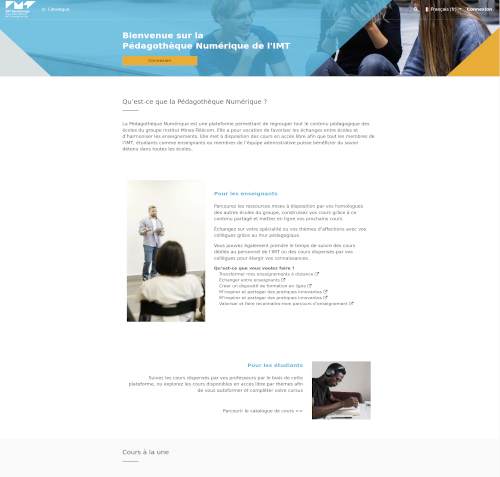 IMT
Catalogue
Français (fr)
Connexion
Bienvenue sur la
Pédagothèque Numérique de l'IMT
Connexion
Qu'est-ce que la Pédagothèque Numérique ?
La Pédagothèque Numérique est une plateforme permettant de regrouper tout le contenu pédagogique des
écoles du groupe Institut Mines-Télécom. Elle a pour vocation de favoriser les échanges entre écoles et
d'harmoniser les enseignements. Elle met à disposition des cours en accès libre afin que tout les membres de
l'IMT, étudiants comme enseignants ou membres de l'équipe administrative puisse bénéficier du savoir
détenu dans toutes les écoles.
Pour les enseignants
Parcourez les ressources mises à disposition par vos homologues
des autres écoles du groupe, construisez vos cours grâce à ce
contenu partagé et mettez en ligne vos prochains cours
Échangez sur votre spécialité ou vos thèmes d'affections avec vos
collègues grâce au mur pédagogique.
Vous pouvez également prendre le temps de suivre des cours
dédiés au personnel de l'IMT ou des cours dispensés par vos
collègues pour élargir vos connaissances.
Qu'est-ce que vous voulez faire ?
Transformer mes enseignements à distance
Échanger entre enseignants
Créer un dispositif de formation en ligne
M'inspirer et partager des pratiques innovantes
M'inspirer et partager des pratiques innovantes
Valoriser et faire reconnaitre mon parcours d'enseignement
Pour les étudiants
Suivez les cours dispensés par vos professeurs par le biais de cette
plateforme, ou explorez les cours disponibles en accès libre par thèmes afin
de vous autoformer et compléter votre cursus
Parcourir le catalogue de cours >>
Cours à la une